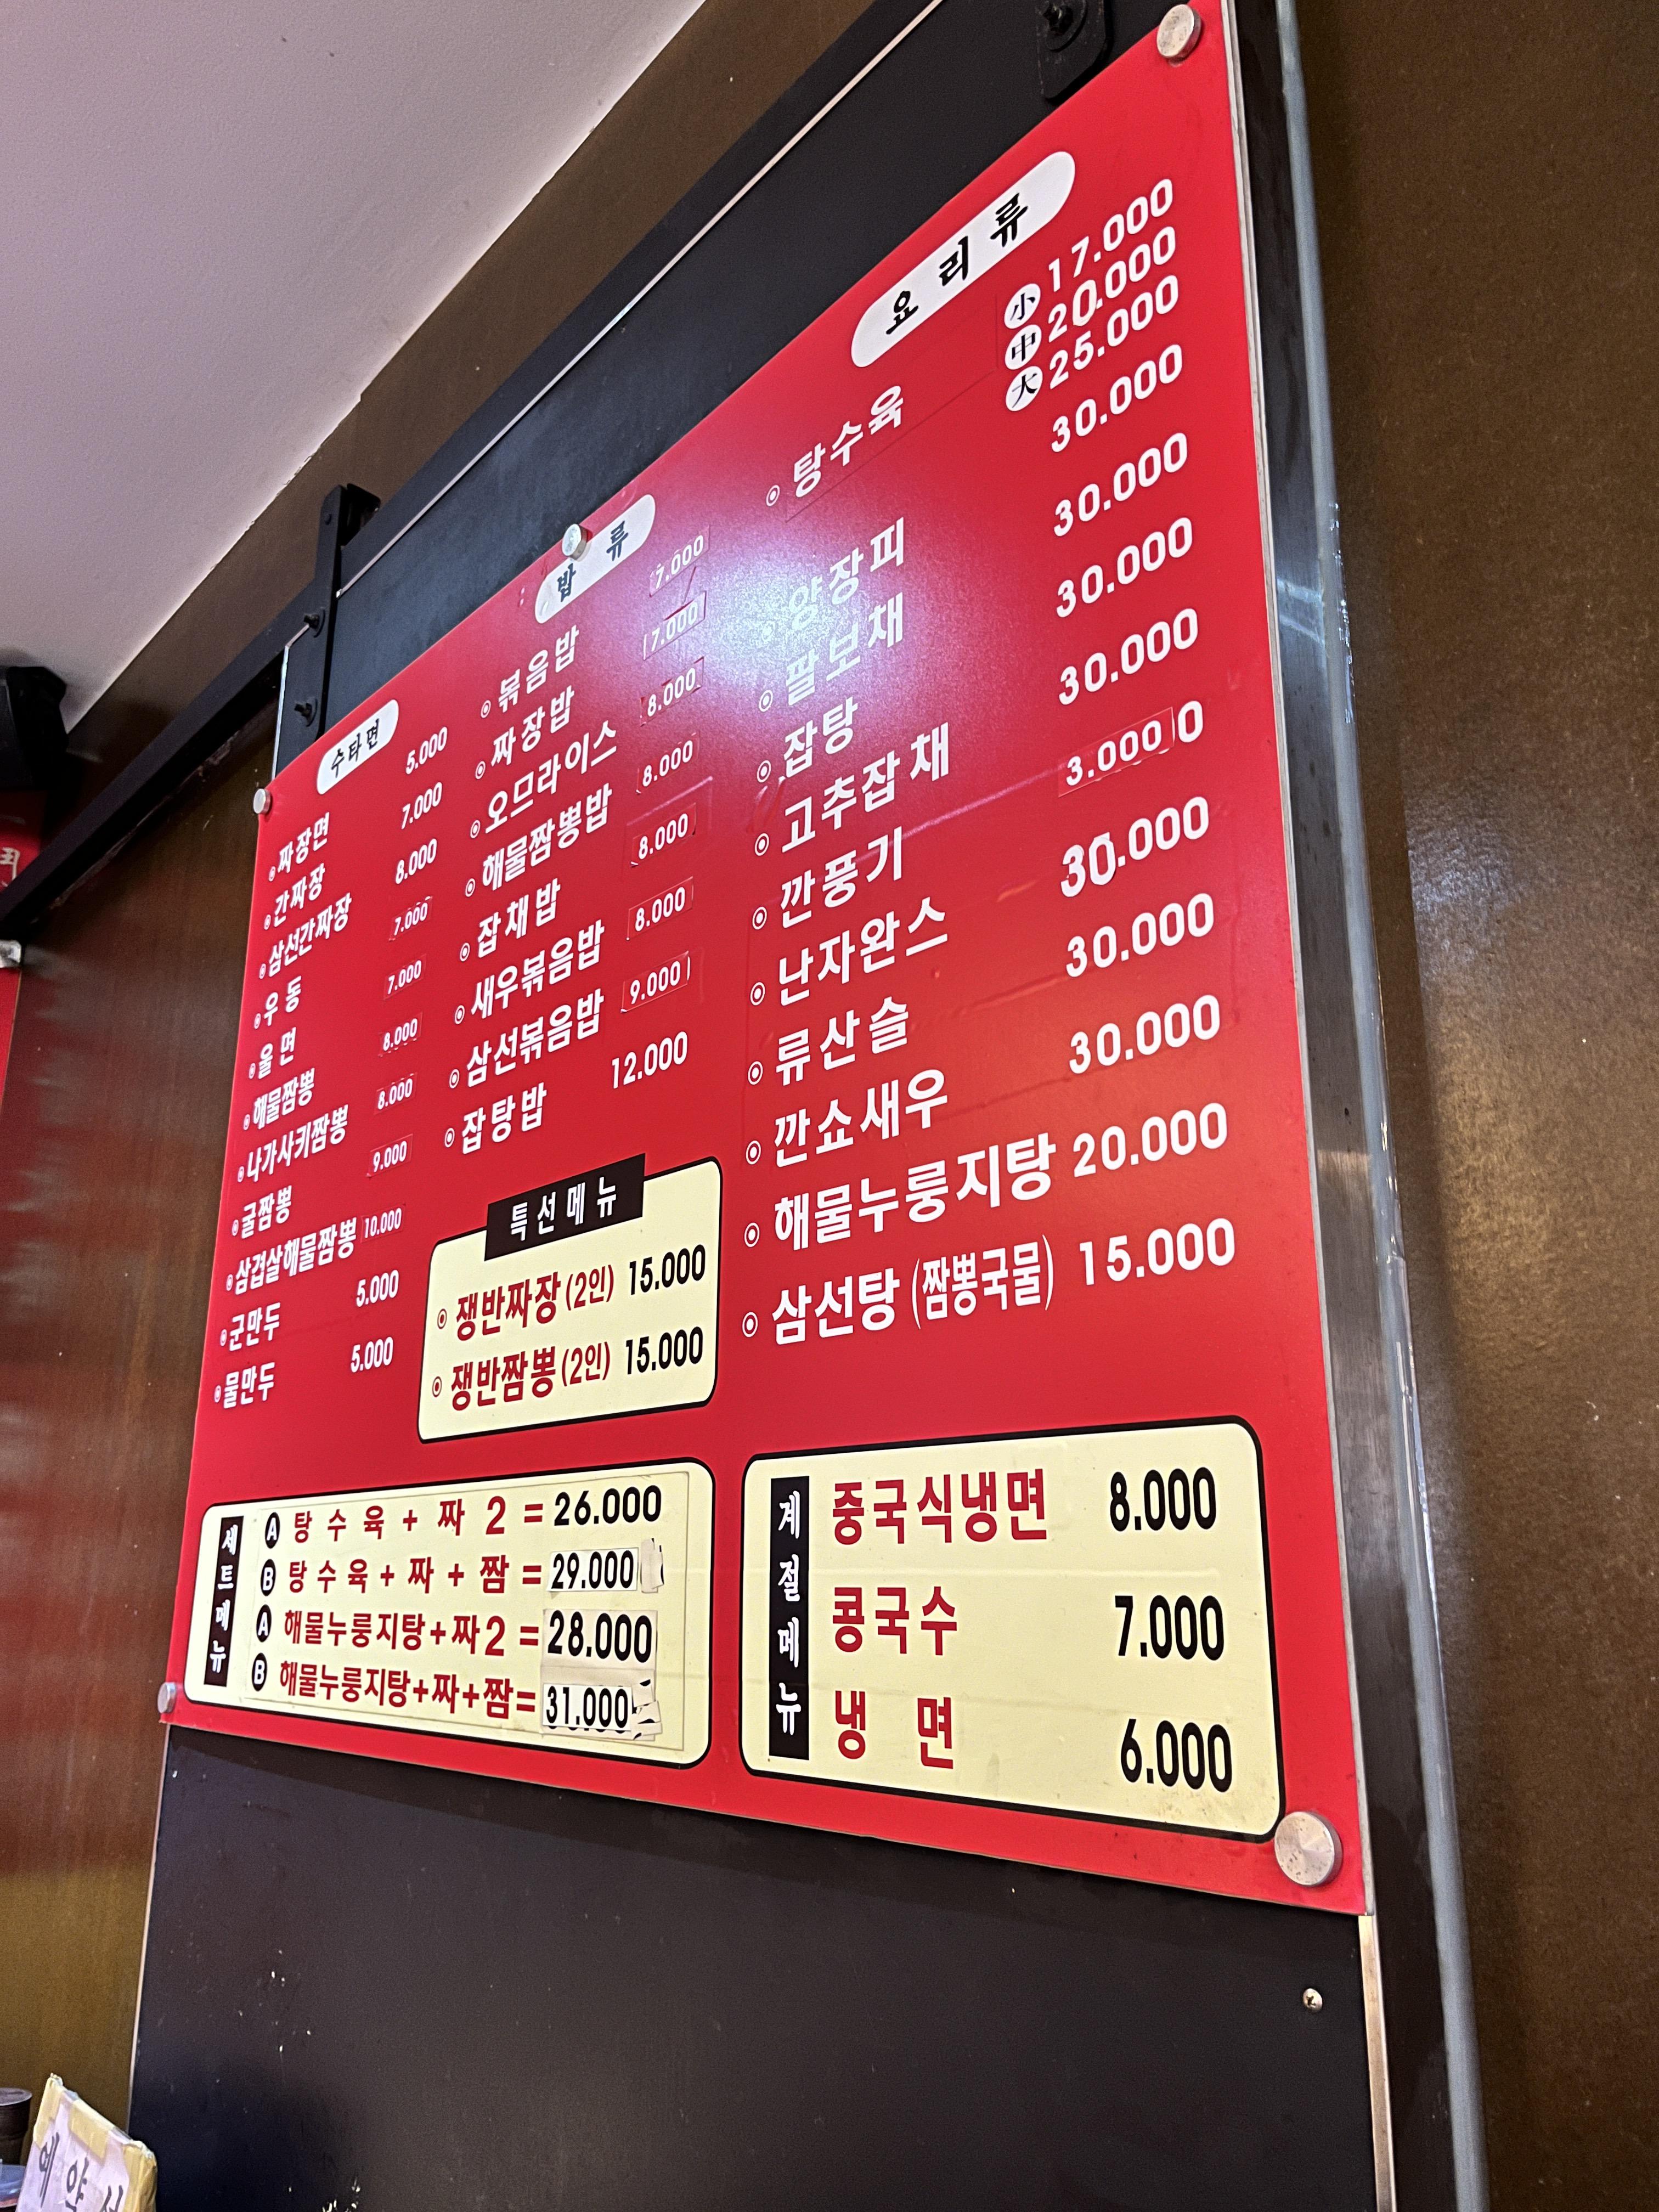 수타면
짜장면 5.000
간짜장 7.000
삼선간짜장 8.000
우동 7.000
울면 7.000
해물짬뽕 8.000
나가사키짬뽕 8.000
굴짬뽕 9.000
삼겹살해물짬뽕 10.000
군만두 5.000
물만두 5.000
밥류
볶음밥 7.000
짜장밥 7.000
오므라이스 8.000
해물짬뽕밥 8.000
잡채밥 8.000
새우볶음밥 8.000
삼선볶음밥 9.000
잡탕밥 12.000
특선메뉴
쟁반짜장(2인) 15.000
쟁반짬뽕(2인) 15.000
요리류
탕수육 小 17.000
中 20.000
大 25.000
양장피 30.000
팔보채 30.000
잡탕 30.000
고추잡채 30.000
깐풍기 3.0000
난자완스 30.000
류산슬 30.000
깐쇼새우 30.000
해물누룽지탕 20.000
삼선탕(짬뽕국물) 15.000
세트메뉴
A 탕수육 + 짜 2 = 26.000
B 탕수육 + 짜 + 짬 = 29.000
A 해물누룽지탕+짜2 = 28.000
B 해물누룽지탕+짜+짬= 31.000
계절메뉴
중국식냉면 8.000
콩국수 7.000
냉면 6.000
예약